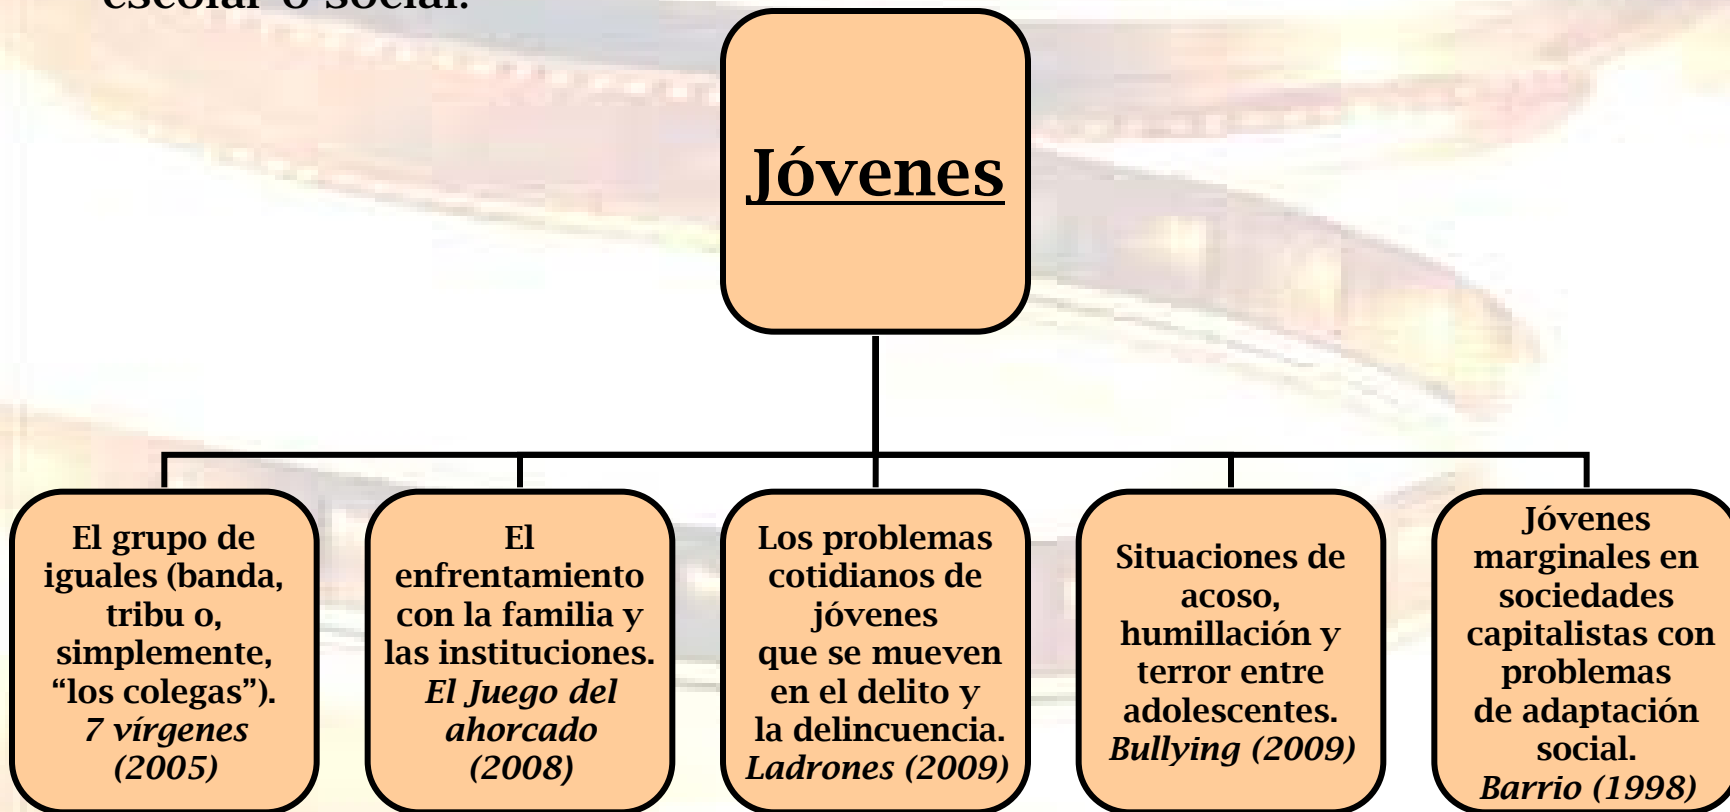 escolar o social.
Jóvenes
El grupo de
iguales (banda,
tribu o,
simplemente,
“los colegas”).
7 vírgenes
(2005)
El
enfrentamiento
con la familia y
las instituciones.
El Juego del
ahorcado
(2008)
Los problemas
cotidianos de
jóvenes
que se mueven
en el delito y
la delincuencia.
Ladrones (2009)
Situaciones de
acoso,
humillación y
terror entre
adolescentes.
Bullying (2009)
Jóvenes
marginales en
sociedades
capitalistas con
problemas
de adaptación
social.
Barrio (1998)